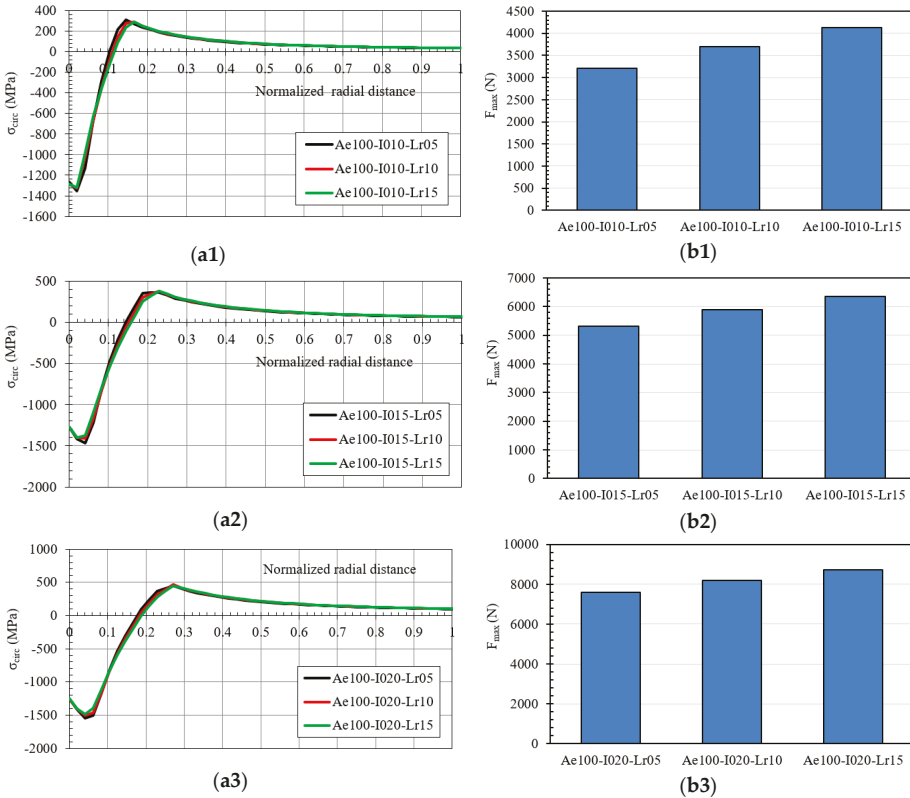 400
200
0
-200
-400
-600
-800
-1000
-1200
-1400
-1600
σcirc (MPa)
0 0.1 0.2 0.3 0.4 0.5 0.6 0.7 0.8 0.9 1
Normalized radial distance
Ae100-I010-Lr05
Ae100-I010-Lr10
Ae100-I010-Lr15
(a1)
4500
4000
3500
3000
2500
2000
1500
1000
500
0
Fmax (N)
Ae100-I010-Lr05 Ae100-I010-Lr10 Ae100-I010-Lr15
(b1)
500
0
-500
-1000
-1500
-2000
σcirc (MPa)
0 0.1 0.2 0.3 0.4 0.5 0.6 0.7 0.8 0.9 1
Normalized radial distance
Ae100-I015-Lr05
Ae100-I015-Lr10
Ae100-I015-Lr15
(a2)
7000
6000
5000
4000
3000
2000
1000
0
Fmax (N)
Ae100-I015-Lr05 Ae100-I015-Lr10 Ae100-I015-Lr15
(b2)
1000
500
0
-500
-1000
-1500
-2000
σcirc (MPa)
Normalized radial distance
0 0.1 0.2 0.3 0.4 0.5 0.6 0.7 0.8 0.9 1
Ae100-I020-Lr05
Ae100-I020-Lr10
Ae100-I020-Lr15
(a3)
10000
8000
6000
4000
2000
0
Fmax (N)
Ae100-I020-Lr05 Ae100-I020-Lr10 Ae100-I020-Lr15
(b3)